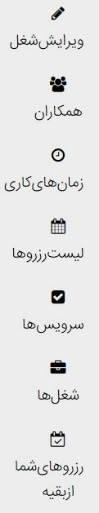 ویرایش‌شغل
همکاران
زمان‌های‌کاری
لیست‌رزروها
سرویس‌ها
شغل‌ها
رزروهای‌شما
ازبقیه